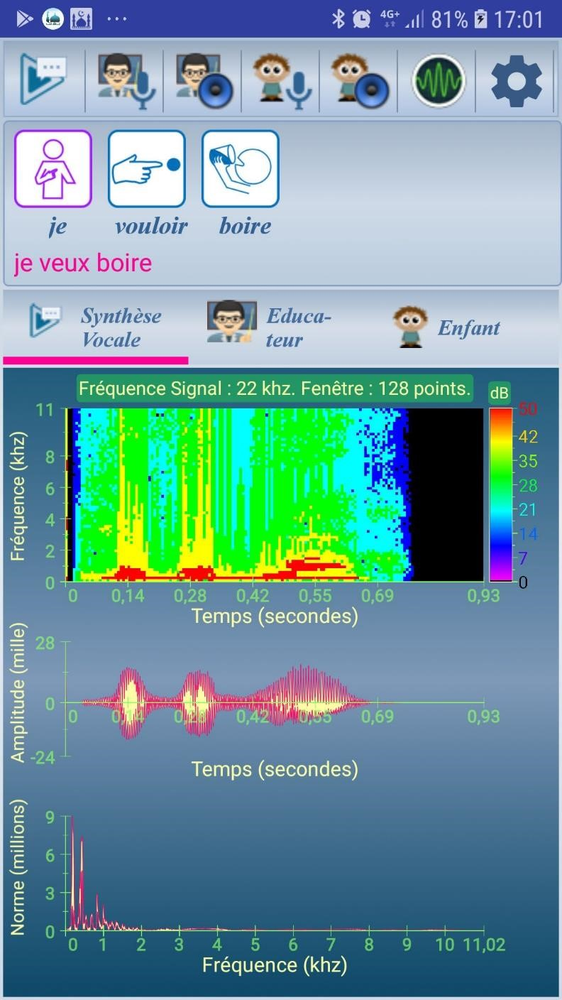 4G+ 81% 17:01
je vouloir boire
je veux boire
Synthèse
Vocale
Educa-
teur
Enfant
Fréquence Signal : 22 khz. Fenêtre : 128 points.
dB
Fréquence (khz)
11
8
6
4
2
0
50
42
35
28
21
14
7
0
0 0,14 0,28 0,42 0,55 0,69 0,93
Temps (secondes)
Amplitude (mille)
28
0
-24
0 0,14 0,28 0,42 0,55 0,69 0,93
Temps (secondes)
Norme (millions)
9
6
3
0
0 1 2 3 4 5 6 7 8 9 10 11,02
Fréquence (khz)